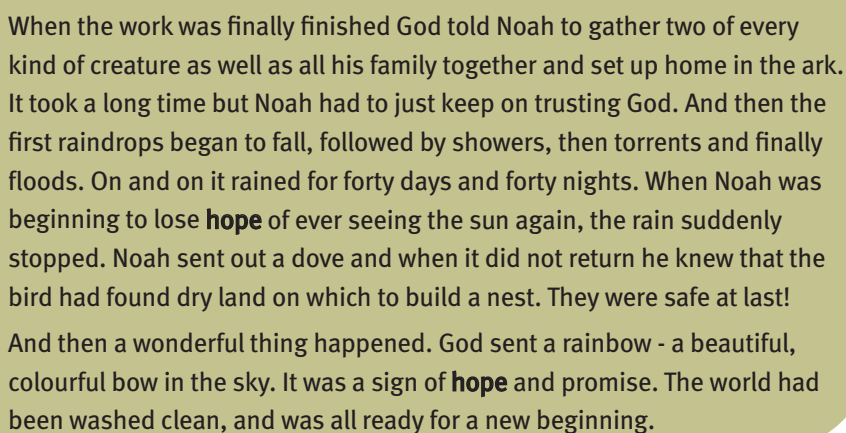 When the work was finally finished God told Noah to gather two of every
kind of creature as well as all his family together and set up home in the ark.
It took a long time but Noah had to just keep on trusting God. And then the
first raindrops began to fall, followed by showers, then torrents and finally
floods. On and on it rained for forty days and forty nights. When Noah was
beginning to lose hope of ever seeing the sun again, the rain suddenly
stopped. Noah sent out a dove and when it did not return he knew that the
bird had found dry land on which to build a nest. They were safe at last!
And then a wonderful thing happened. God sent a rainbow - a beautiful,
colourful bow in the sky. It was a sign of hope and promise. The world had
been washed clean, and was all ready for a new beginning.